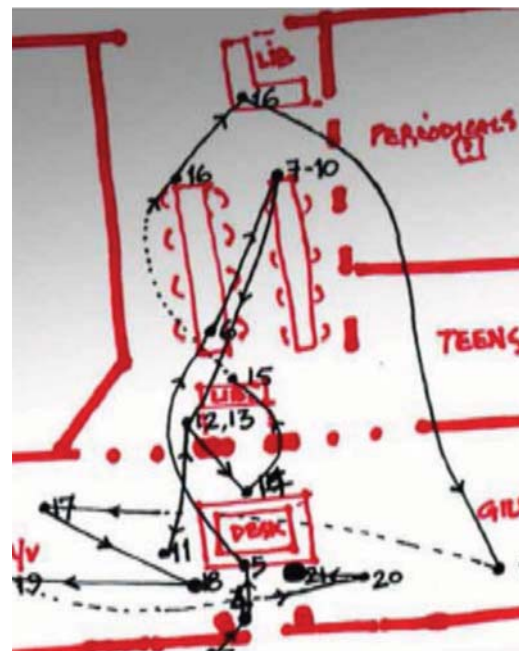 LIB
16
PERIODICALS
16
7-10
6
TEENS
15
LIB
12,13
14
17
DESK
GIL
A/V
11
5
19
18
21
20